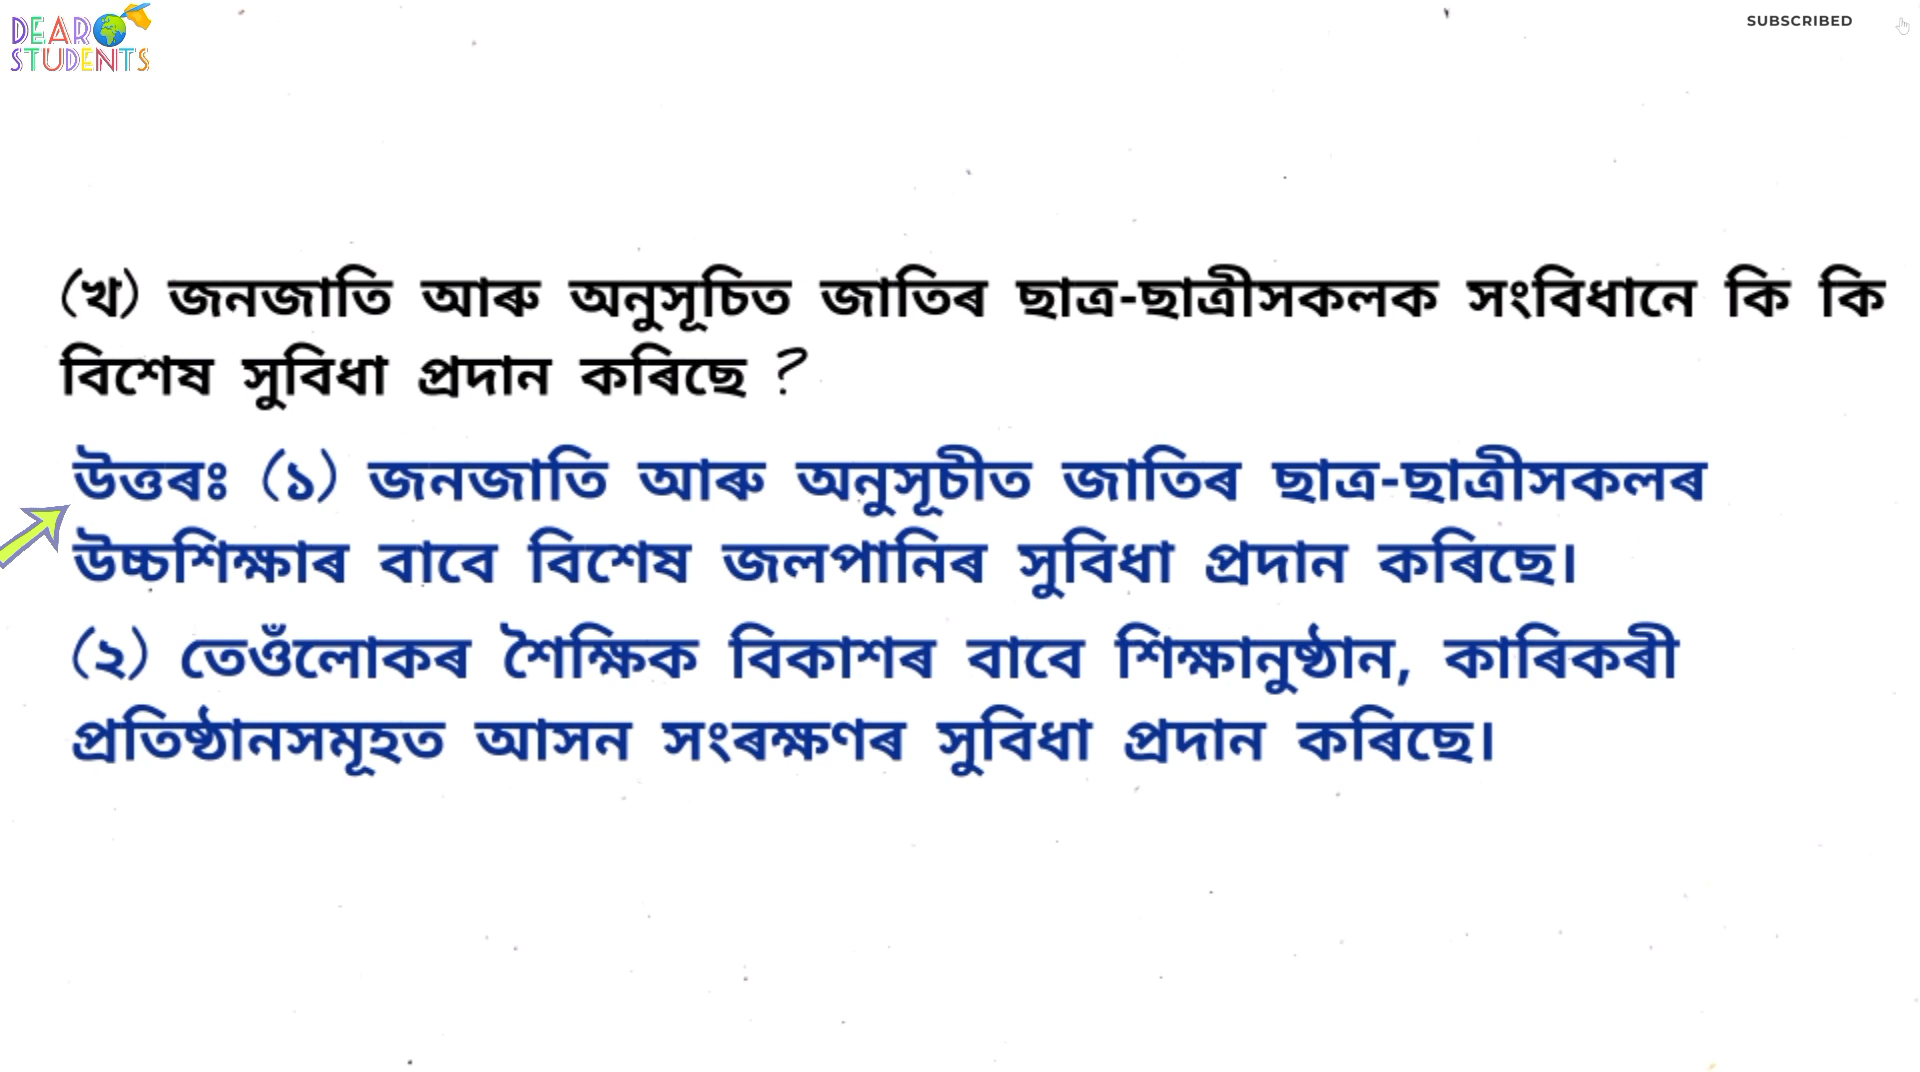 DEAR
STUDENTS
SUBSCRIBED
(খ) জনজাতি আৰু অনুসূচিত জাতিৰ ছাত্ৰ-ছাত্ৰীসকলক সংবিধানে কি কি
বিশেষ সুবিধা প্ৰদান কৰিছে ?
উত্তৰঃ (১) জনজাতি আৰু অনুসূচীত জাতিৰ ছাত্ৰ-ছাত্ৰীসকলৰ
উচ্চশিক্ষাৰ বাবে বিশেষ জলপানিৰ সুবিধা প্ৰদান কৰিছে।
(২) তেওঁলোকৰ শৈক্ষিক বিকাশৰ বাবে শিক্ষানুষ্ঠান, কাৰিকৰী
প্ৰতিষ্ঠানসমূহত আসন সংৰক্ষণৰ সুবিধা প্ৰদান কৰিছে।